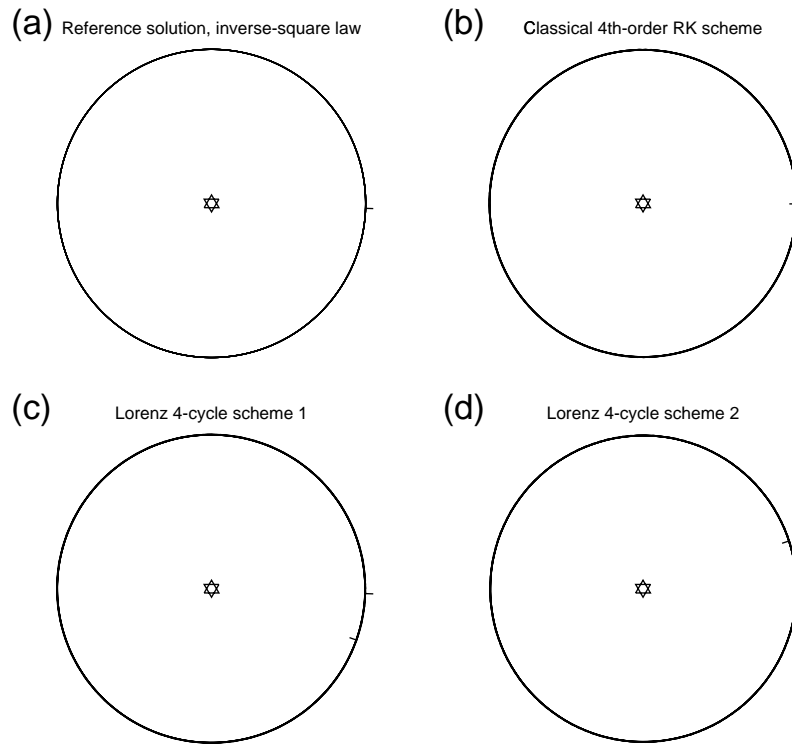 (a) Reference solution, inverse-square law
(b) Classical 4th-order RK scheme
(c) Lorenz 4-cycle scheme 1
(d) Lorenz 4-cycle scheme 2